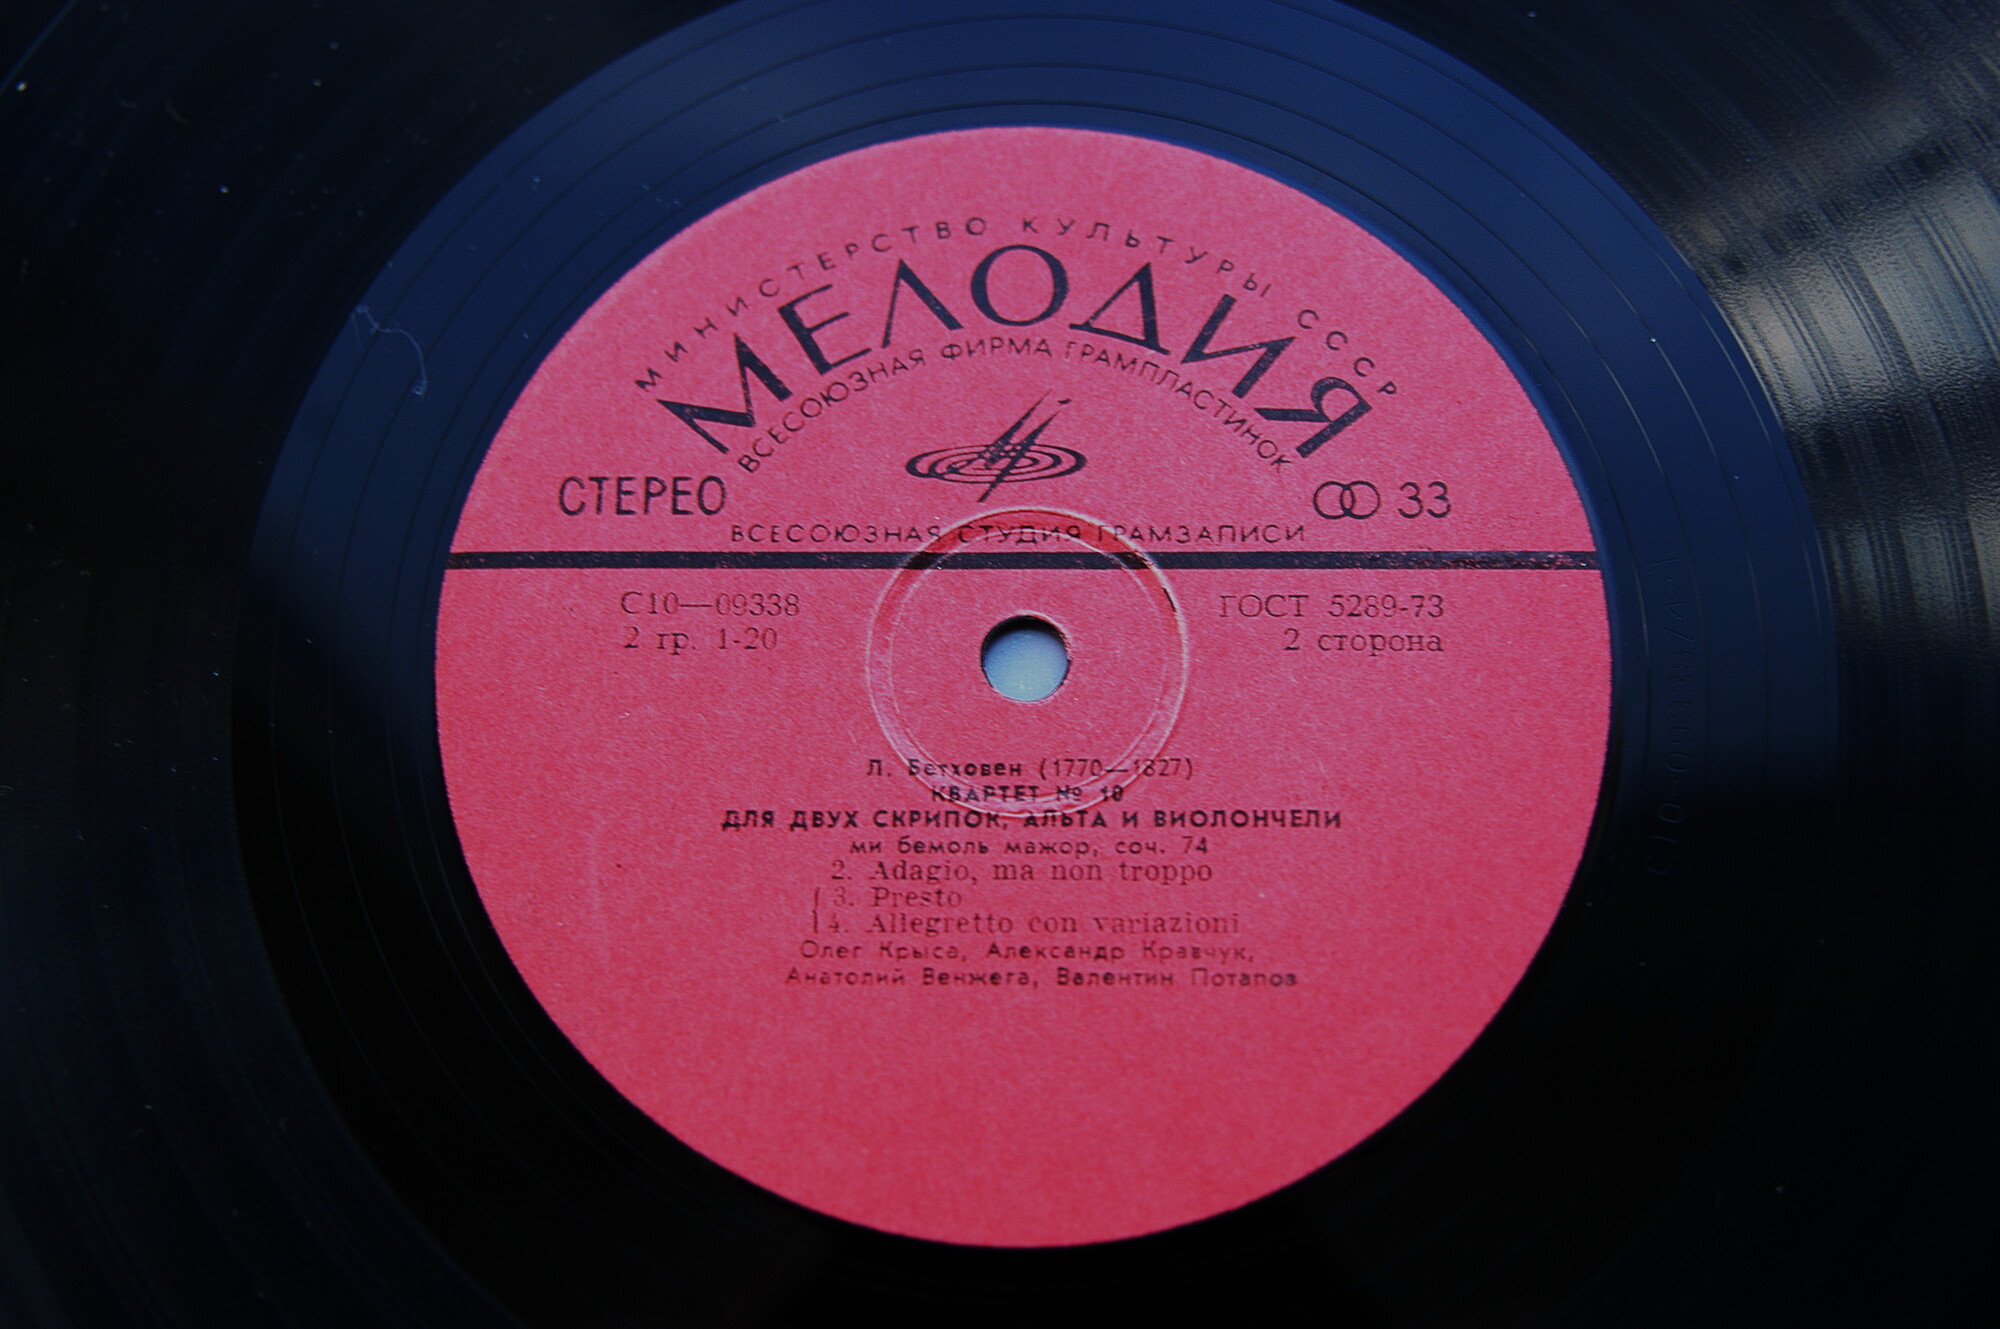 МИНИСТЕРСТВО КУЛЬТУРЫ СССР
МЕЛОДИЯ
ВСЕСОЮЗНАЯ ФИРМА ГРАМПЛАСТИНОК
СТЕРЕО
33
ВСЕСОЮЗНАЯ СТУДИЯ ГРАМЗАПИСИ
С10—09338
ГОСТ 5289-73
2 гр. 1-20
2 сторона
Л. Бетховен (1770—1827)
КВАРТЕТ № 10
ДЛЯ ДВУХ СКРИПОК, АЛЬТА И ВИОЛОНЧЕЛИ
ми бемоль мажор, соч. 74
2. Adagio, ma non troppo
3. Presto
4. Allegretto con variazioni
Олег Крыса, Александр Кравчук,
Анатолий Венжега, Валентин Потапов